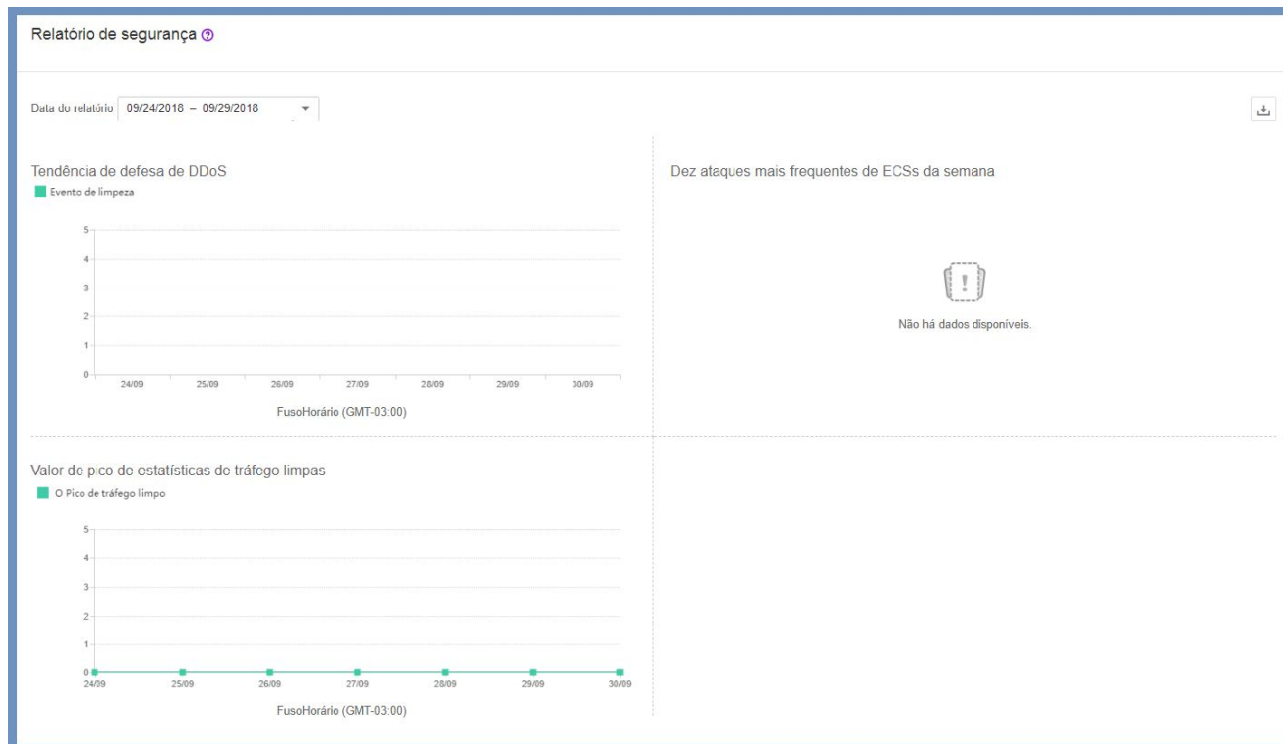 Relatório de segurança
Data do relatório 09/24/2018 – 09/29/2018
Tendência de defesa de DDoS
Evento de limpeza
5
4
3
2
1
0
24/09 25/09 26/09 27/09 28/09 29/09 30/09
FusoHorário (GMT-03:00)
Dez ataques mais frequentes de ECSs da semana
!
Não há dados disponíveis.
Valor de pico de estatísticas de tráfego limpas
O Pico de tráfego limpo
5
4
3
2
1
0
24/09 25/09 26/09 27/09 28/09 29/09 30/09
FusoHorário (GMT-03:00)